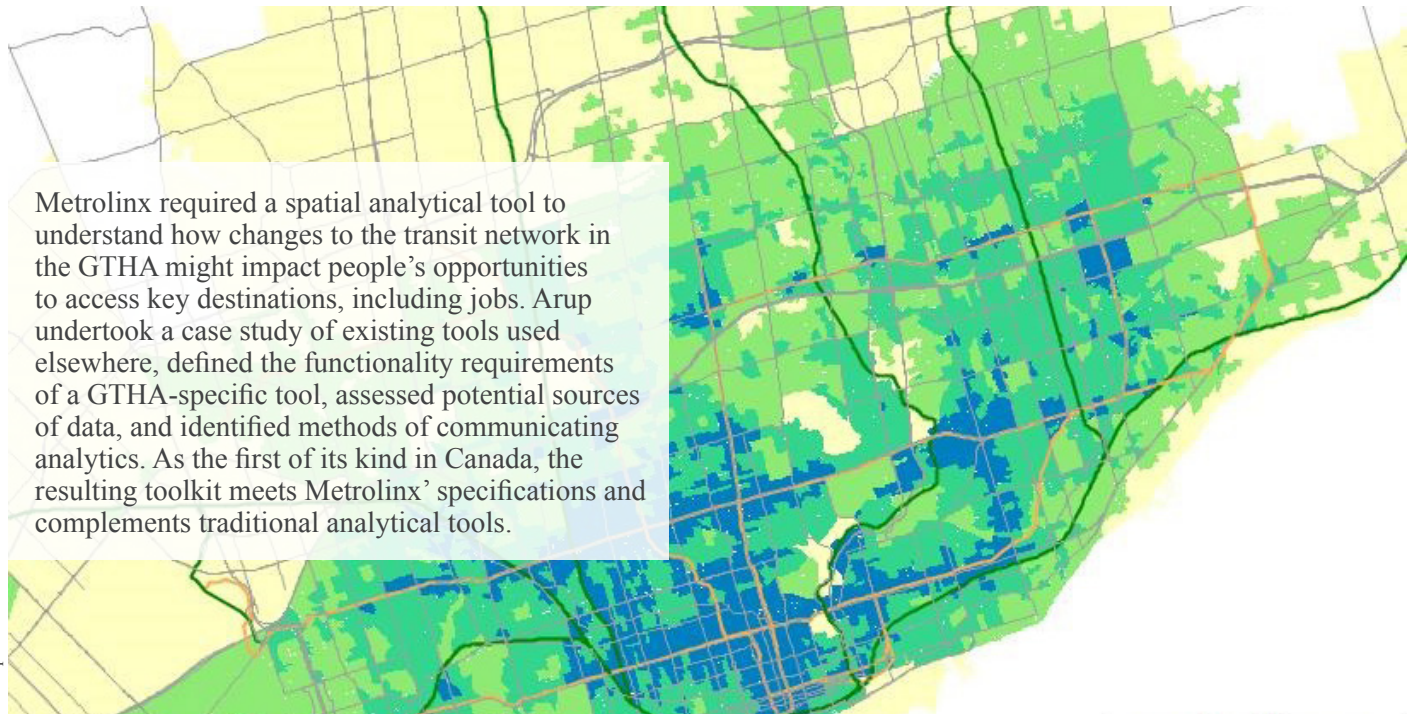 Metrolinx required a spatial analytical tool to
understand how changes to the transit network in
the GTHA might impact people’s opportunities
to access key destinations, including jobs. Arup
undertook a case study of existing tools used
elsewhere, defined the functionality requirements
of a GTHA-specific tool, assessed potential sources
of data, and identified methods of communicating
analytics. As the first of its kind in Canada, the
resulting toolkit meets Metrolinx’ specifications and
complements traditional analytical tools.